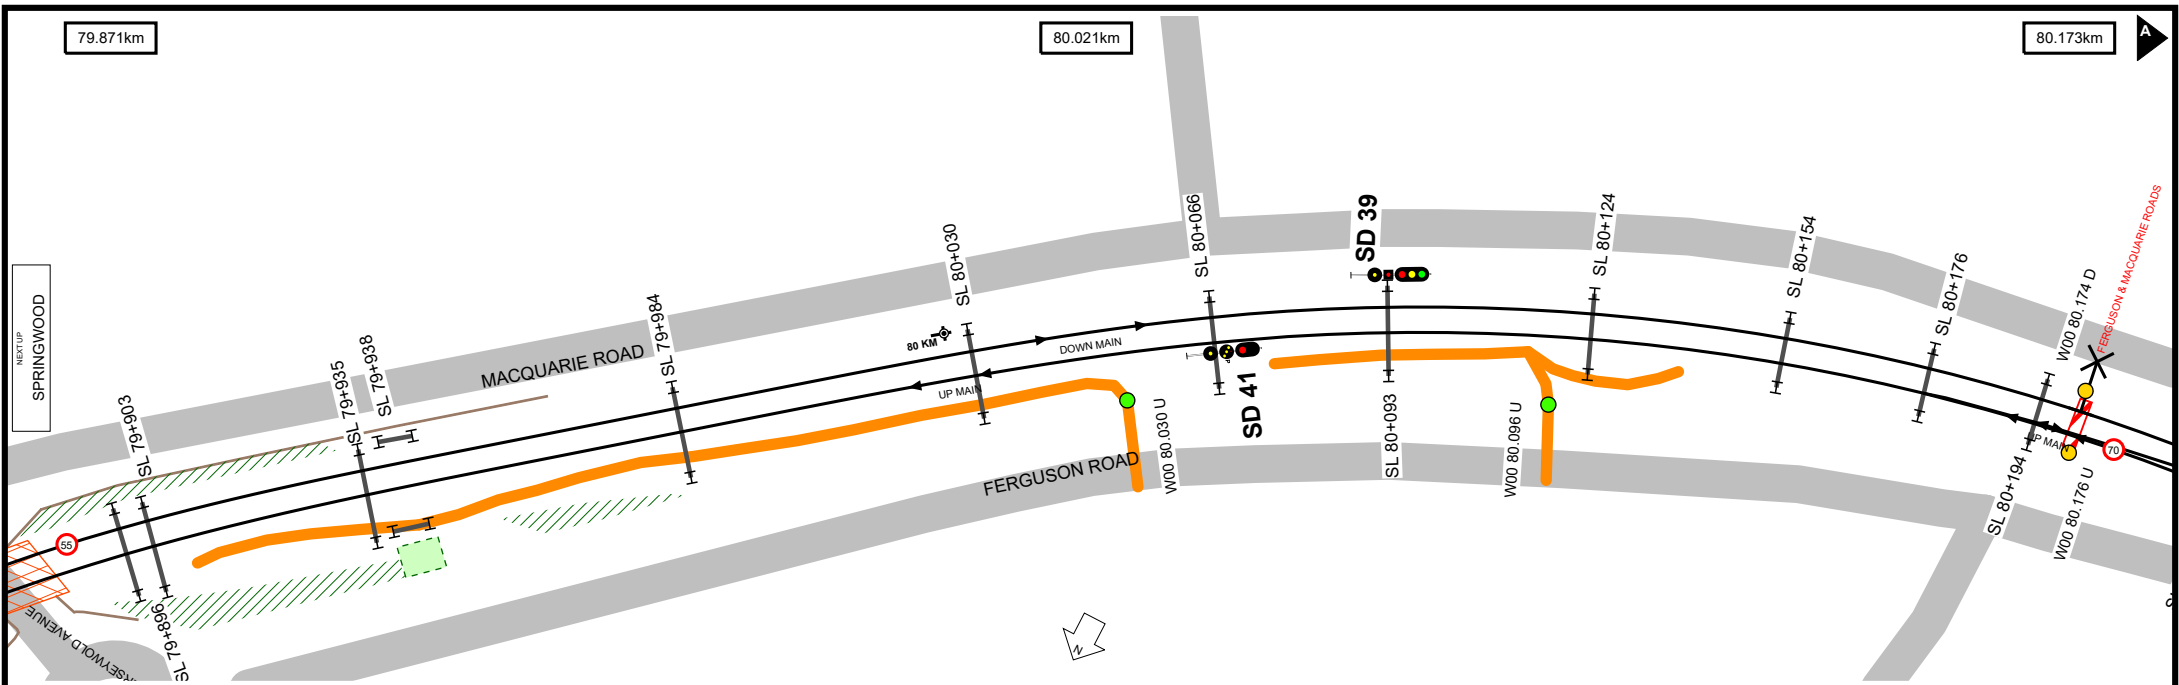 79.871km
80.021km
80.173km
A
NEXT UP
SPRINGWOOD
SL 79+903
SL 79+896
SL 79+935
SL 79+938
SL 79+984
SL 80+030
SL 80+066
SD 39
SL 80+093
SD 41
SL 80+124
SL 80+154
SL 80+176
SL 80+194
W00 80.174 D
W00 80.176 U
FERGUSON & MACQUARIE ROADS
MACQUARIE ROAD
80 KM
DOWN MAIN
UP MAIN
UP MAIN
FERGUSON ROAD
W00 80.030 U
W00 80.096 U
55
70
N